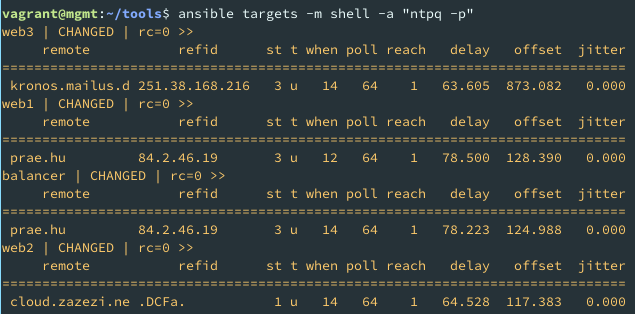 vagrant@mgmt:~/tools$ ansible targets -m shell -a "ntpq -p"
web3 | CHANGED | rc=0 >>
     remote           refid      st t when poll reach   delay   offset  jitter
==============================================================================
 kronos.mailus.d 251.38.168.216   3 u   14   64    1   63.605  873.082   0.000
web1 | CHANGED | rc=0 >>
     remote           refid      st t when poll reach   delay   offset  jitter
==============================================================================
 prae.hu         84.2.46.19       3 u   12   64    1   78.500  128.390   0.000
balancer | CHANGED | rc=0 >>
     remote           refid      st t when poll reach   delay   offset  jitter
==============================================================================
 prae.hu         84.2.46.19       3 u   14   64    1   78.223  124.988   0.000
web2 | CHANGED | rc=0 >>
     remote           refid      st t when poll reach   delay   offset  jitter
==============================================================================
 cloud.zazezi.ne .DCFa.           1 u   14   64    1   64.528  117.383   0.000